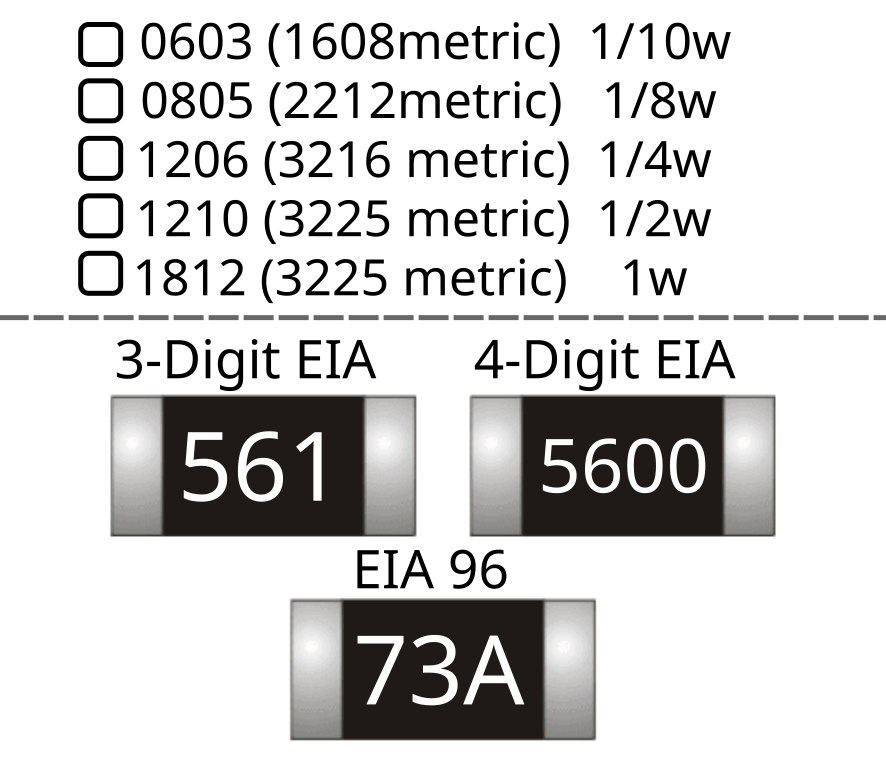 0603 (1608metric) 1/10w
0805 (2212metric) 1/8w
1206 (3216 metric) 1/4w
1210 (3225 metric) 1/2w
1812 (3225 metric) 1w
3-Digit EIA 4-Digit EIA
561 5600
EIA 96
73A